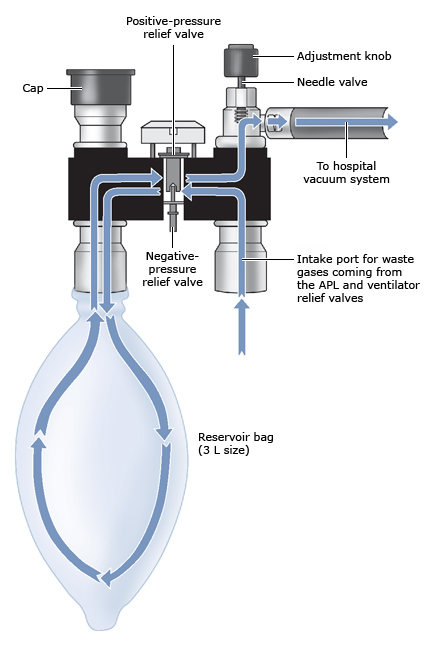 Positive-pressure
relief valve
Adjustment knob
Needle valve
Cap
To hospital
vacuum system
Negative-
pressure
relief valve
Intake port for waste
gases coming from
the APL and ventilator
relief valves
Reservoir bag
(3 L size)